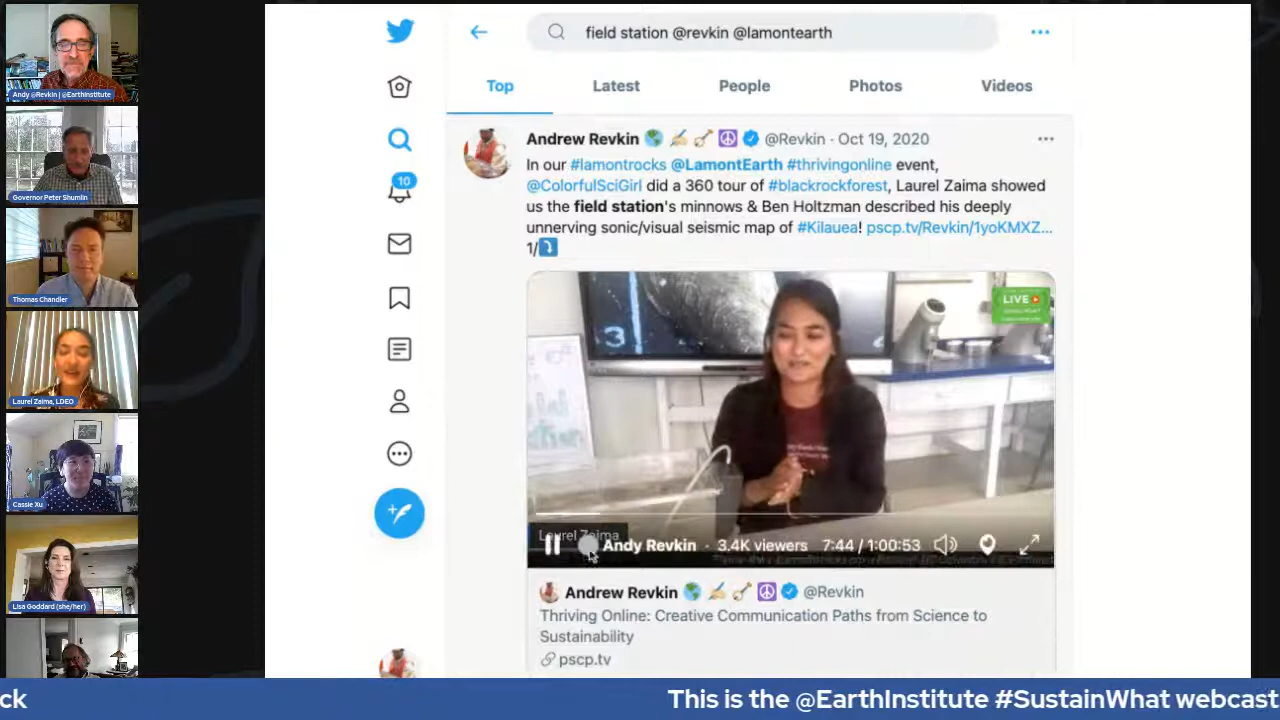 Andy @Revkin | @EarthInstitute
Governor Peter Shumlin
Thomas Chandler
Laurel Zaima, LDEO
Cassie Xu
Lisa Goddard (she/her)
field station @revkin @lamontearth
Top Latest People Photos Videos
10
Andrew Revkin @Revkin · Oct 19, 2020
In our #lamontrocks @LamontEarth #thrivingonline event,
@ColorfulSciGirl did a 360 tour of #blackrockforest, Laurel Zaima showed
us the field station's minnows & Ben Holtzman described his deeply
unnerving sonic/visual seismic map of #Kilauea! pscp.tv/Revkin/1yoKMXZ…
1/
LIVE
Laurel Zaima
Andy Revkin · 3.4K viewers 7:44 / 1:00:53
Andrew Revkin @Revkin
Thriving Online: Creative Communication Paths from Science to
Sustainability
pscp.tv
ck This is the @EarthInstitute #SustainWhat webcast